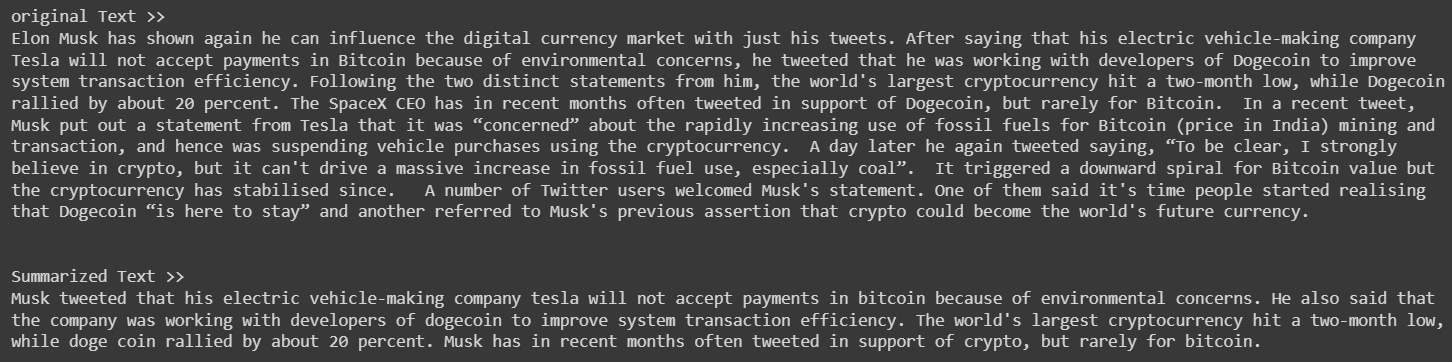 original Text >>
Elon Musk has shown again he can influence the digital currency market with just his tweets. After saying that his electric vehicle-making company
Tesla will not accept payments in Bitcoin because of environmental concerns, he tweeted that he was working with developers of Dogecoin to improve
system transaction efficiency. Following the two distinct statements from him, the world's largest cryptocurrency hit a two-month low, while Dogecoin
rallied by about 20 percent. The SpaceX CEO has in recent months often tweeted in support of Dogecoin, but rarely for Bitcoin.  In a recent tweet,
Musk put out a statement from Tesla that it was “concerned” about the rapidly increasing use of fossil fuels for Bitcoin (price in India) mining and
transaction, and hence was suspending vehicle purchases using the cryptocurrency.  A day later he again tweeted saying, “To be clear, I strongly
believe in crypto, but it can't drive a massive increase in fossil fuel use, especially coal”.  It triggered a downward spiral for Bitcoin value but
the cryptocurrency has stabilised since.   A number of Twitter users welcomed Musk's statement. One of them said it's time people started realising
that Dogecoin “is here to stay” and another referred to Musk's previous assertion that crypto could become the world's future currency.
Summarized Text >>
Musk tweeted that his electric vehicle-making company tesla will not accept payments in bitcoin because of environmental concerns. He also said that
the company was working with developers of dogecoin to improve system transaction efficiency. The world's largest cryptocurrency hit a two-month low,
while doge coin rallied by about 20 percent. Musk has in recent months often tweeted in support of crypto, but rarely for bitcoin.